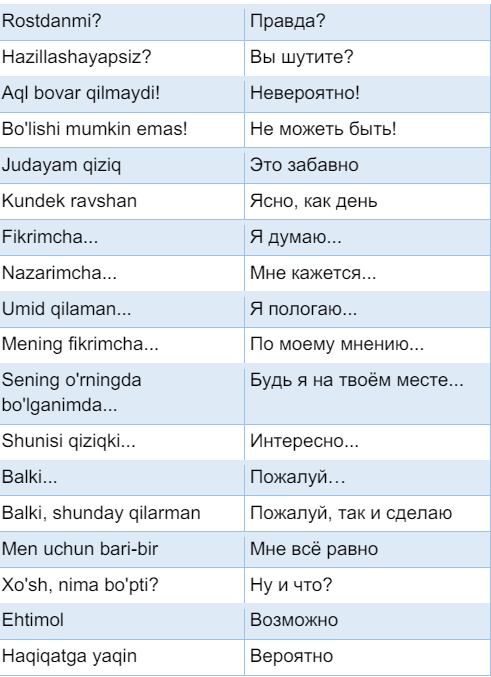 Rostdanmi? Правда?
Hazillashayapsiz? Вы шутите?
Aql bovar qilmaydi! Невероятно!
Bo'lishi mumkin emas! Не можеть быть!
Judayam qiziq Это забавно
Kundek ravshan Ясно, как день
Fikrimcha... Я думаю...
Nazarimcha... Мне кажется...
Umid qilaman... Я пологаю...
Mening fikrimcha... По моему мнению...
Sening o'rningda Будь я на твоём месте...
bo'lganimda...
Shunisi qiziqki... Интересно...
Balki... Пожалуй…
Balki, shunday qilarman Пожалуй, так и сделаю
Men uchun bari-bir Мне всё равно
Xo'sh, nima bo'pti? Ну и что?
Ehtimol Возможно
Haqiqatga yaqin Вероятно